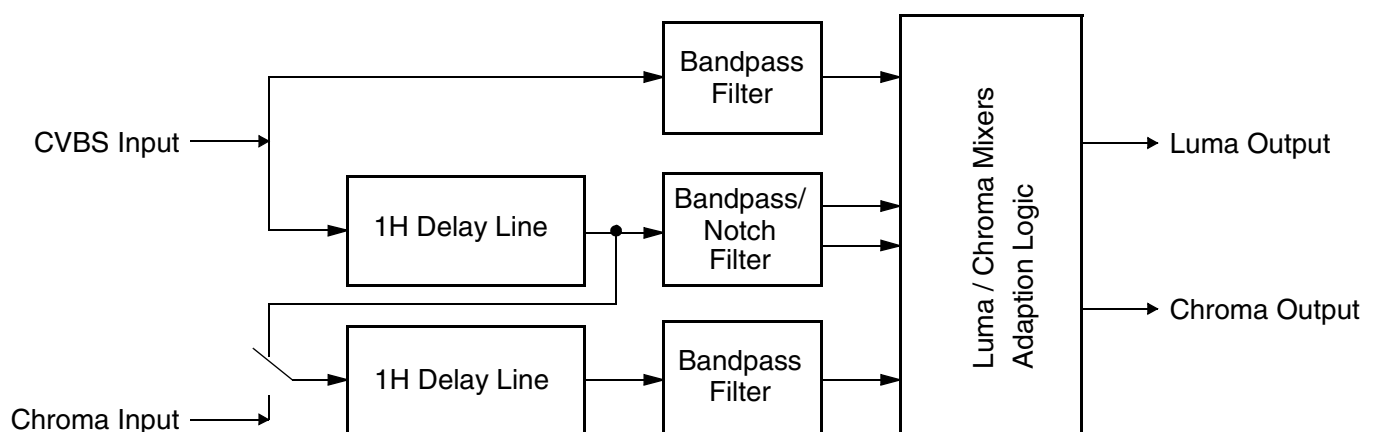 Bandpass
Filter
CVBS Input
1H Delay Line
Bandpass/
Notch
Filter
Luma / Chroma Mixers
Adaption Logic
Luma Output
Chroma Output
1H Delay Line
Bandpass
Filter
Chroma Input